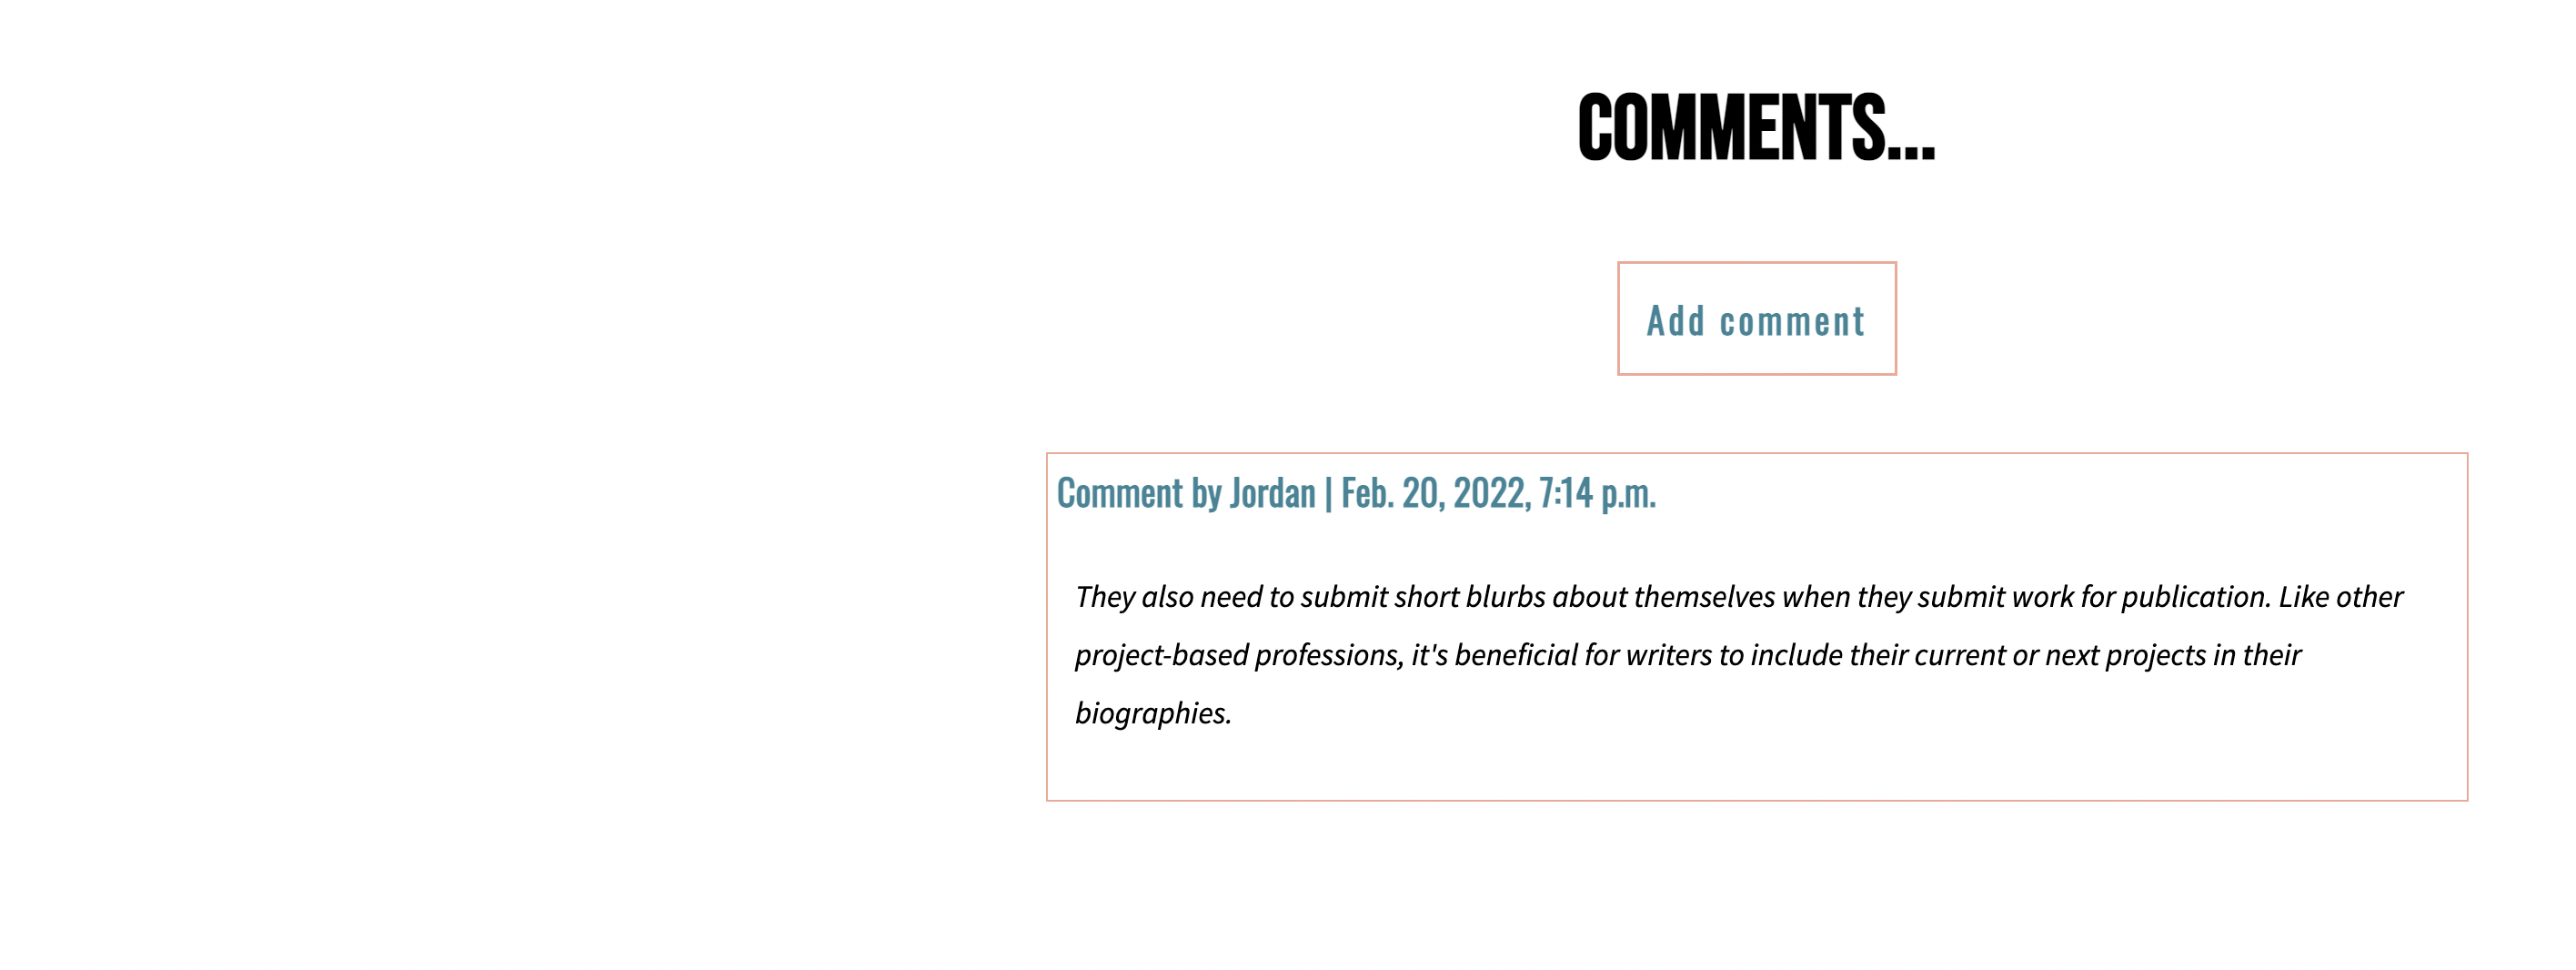 COMMENTS...
Add comment
Comment by Jordan | Feb. 20, 2022, 7:14 p.m.
They also need to submit short blurbs about themselves when they submit work for publication. Like other
project-based professions, it's beneficial for writers to include their current or next projects in their
biographies.